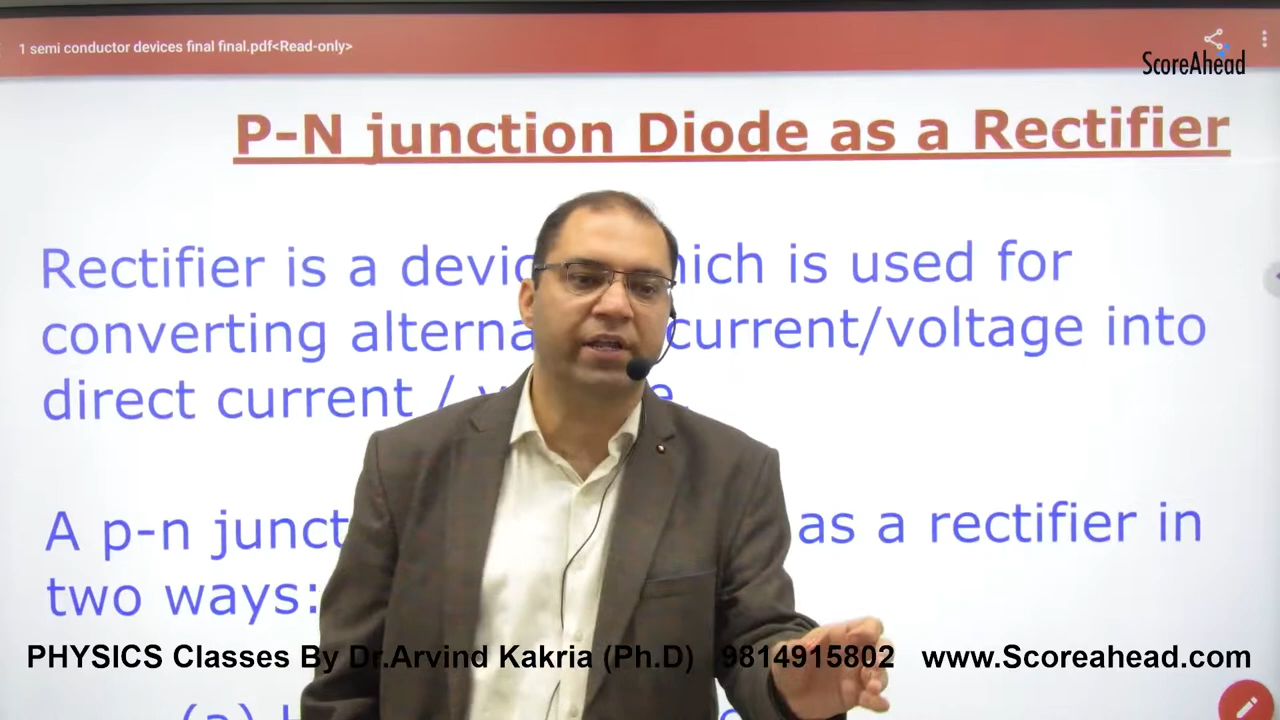 1 semi conductor devices final final.pdf<Read-only>
ScoreAhead
P-N junction Diode as a Rectifier
Rectifier is a devic hich is used for
converting alterna current/voltage into
direct current / v e.
A p-n junct as a rectifier in
two ways:
PHYSICS Classes By Dr.Arvind Kakria (Ph.D) 9814915802 www.Scoreahead.com
(a) H